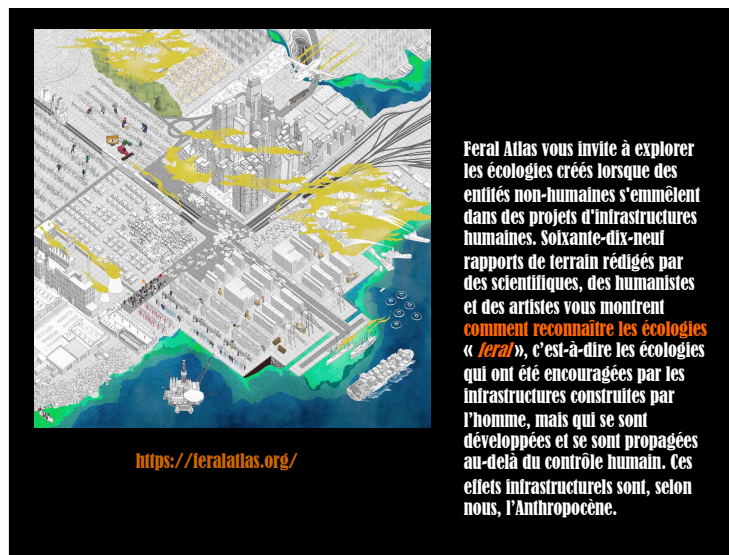 Feral Atlas vous invite à explorer
les écologies créés lorsque des
entités non-humaines s'emmêlent
dans des projets d'infrastructures
humaines. Soixante-dix-neuf
rapports de terrain rédigés par
des scientifiques, des humanistes
et des artistes vous montrent
comment reconnaître les écologies
« feral », c’est-à-dire les écologies
qui ont été encouragées par les
infrastructures construites par
l’homme, mais qui se sont
développées et se sont propagées
au-delà du contrôle humain. Ces
effets infrastructurels sont, selon
nous, l’Anthropocène.
https://feralatlas.org/